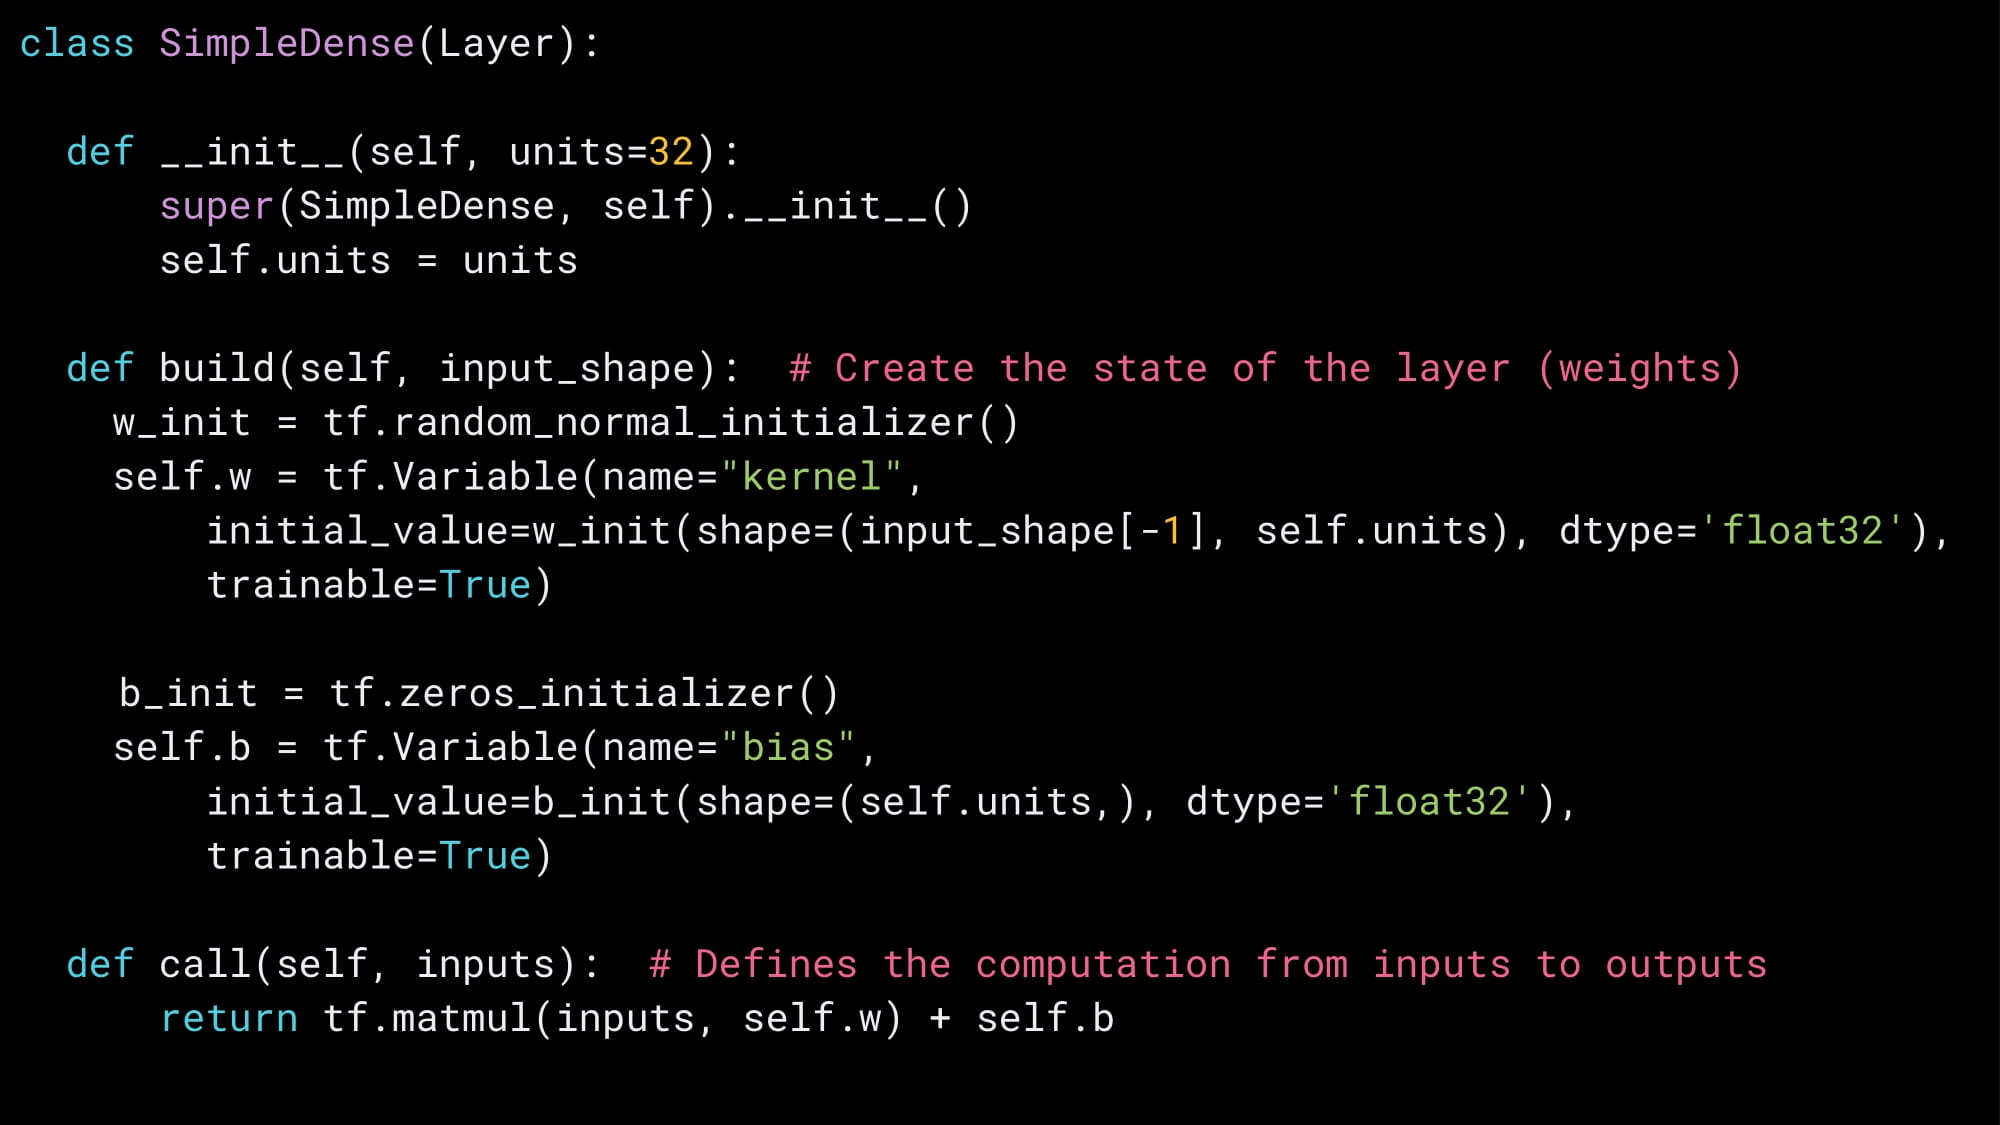 class SimpleDense(Layer):
def __init__(self, units=32):
super(SimpleDense, self).__init__()
self.units = units
def build(self, input_shape):  # Create the state of the layer (weights)
w_init = tf.random_normal_initializer()
self.w = tf.Variable(name="kernel",
initial_value=w_init(shape=(input_shape[-1], self.units), dtype='float32'),
trainable=True)
b_init = tf.zeros_initializer()
self.b = tf.Variable(name="bias",
initial_value=b_init(shape=(self.units,), dtype='float32'),
trainable=True)
def call(self, inputs):  # Defines the computation from inputs to outputs
return tf.matmul(inputs, self.w) + self.b